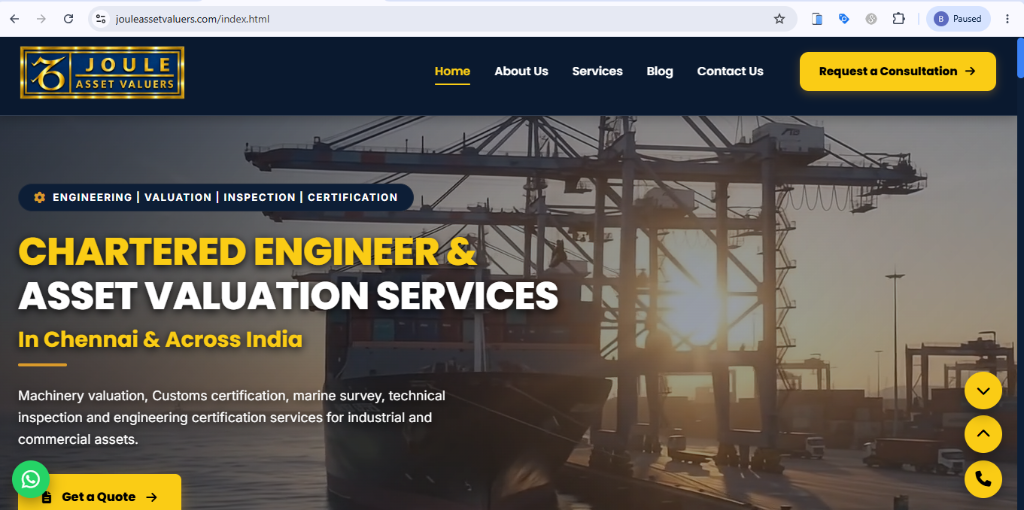 jouleassetvaluers.com/index.html
B
Paused
JOULE
ASSET VALUERS
Home
About Us
Services
Blog
Contact Us
Request a Consultation
ENGINEERING | VALUATION | INSPECTION | CERTIFICATION
CHARTERED ENGINEER &
ASSET VALUATION SERVICES
In Chennai & Across India
Machinery valuation, Customs certification, marine survey, technical
inspection and engineering certification services for industrial and
commercial assets.
Get a Quote